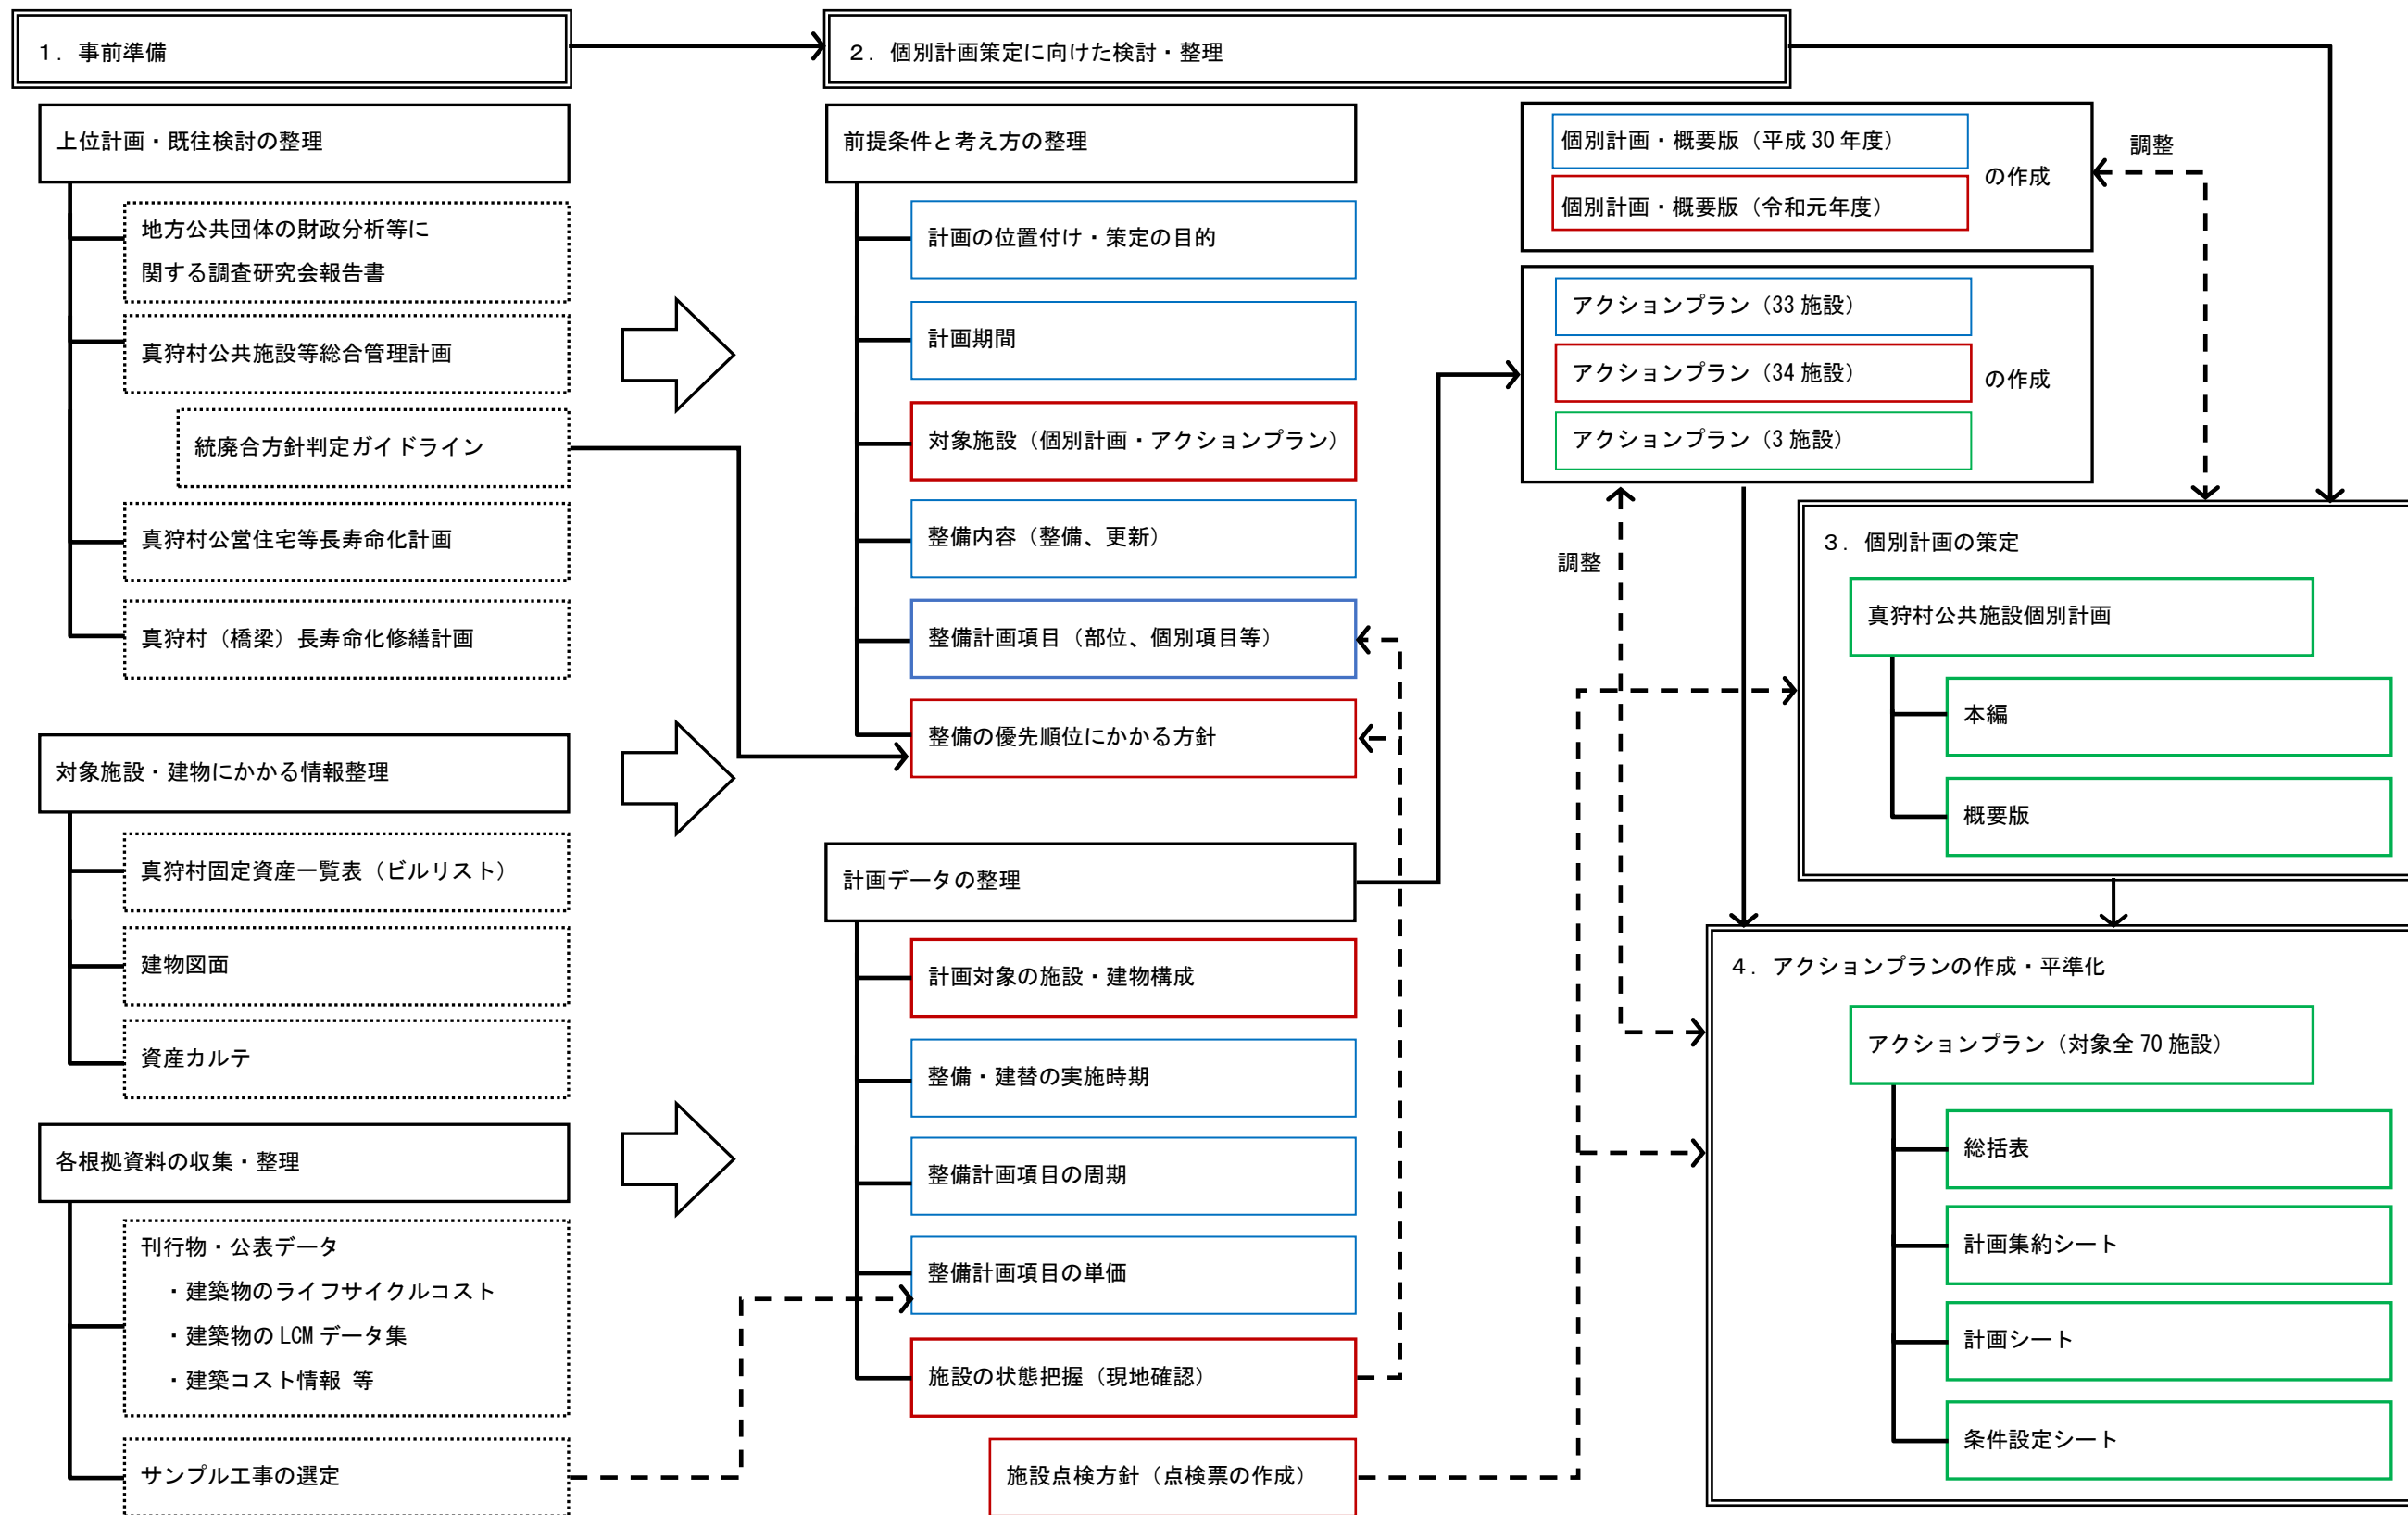 １．事前準備
上位計画・既往検討の整理
地方公共団体の財政分析等に
関する調査研究会報告書
真狩村公共施設等総合管理計画
統廃合方針判定ガイドライン
真狩村公営住宅等長寿命化計画
真狩村（橋梁）長寿命化修繕計画
対象施設・建物にかかる情報整理
真狩村固定資産一覧表（ビルリスト）
建物図面
資産カルテ
各根拠資料の収集・整理
刊行物・公表データ
・建築物のライフサイクルコスト
・建築物の LCM データ集
・建築コスト情報 等
サンプル工事の選定
２．個別計画策定に向けた検討・整理
前提条件と考え方の整理
計画の位置付け・策定の目的
計画期間
対象施設（個別計画・アクションプラン）
整備内容（整備、更新）
整備計画項目（部位、個別項目等）
整備の優先順位にかかる方針
計画データの整理
計画対象の施設・建物構成
整備・建替の実施時期
整備計画項目の周期
整備計画項目の単価
施設の状態把握（現地確認）
施設点検方針（点検票の作成）
個別計画・概要版（平成 30 年度）
個別計画・概要版（令和元年度）
の作成
調整
アクションプラン（33 施設）
アクションプラン（34 施設）
アクションプラン（3 施設）
の作成
調整
３．個別計画の策定
真狩村公共施設個別計画
本編
概要版
４．アクションプランの作成・平準化
アクションプラン（対象全 70 施設）
総括表
計画集約シート
計画シート
条件設定シート